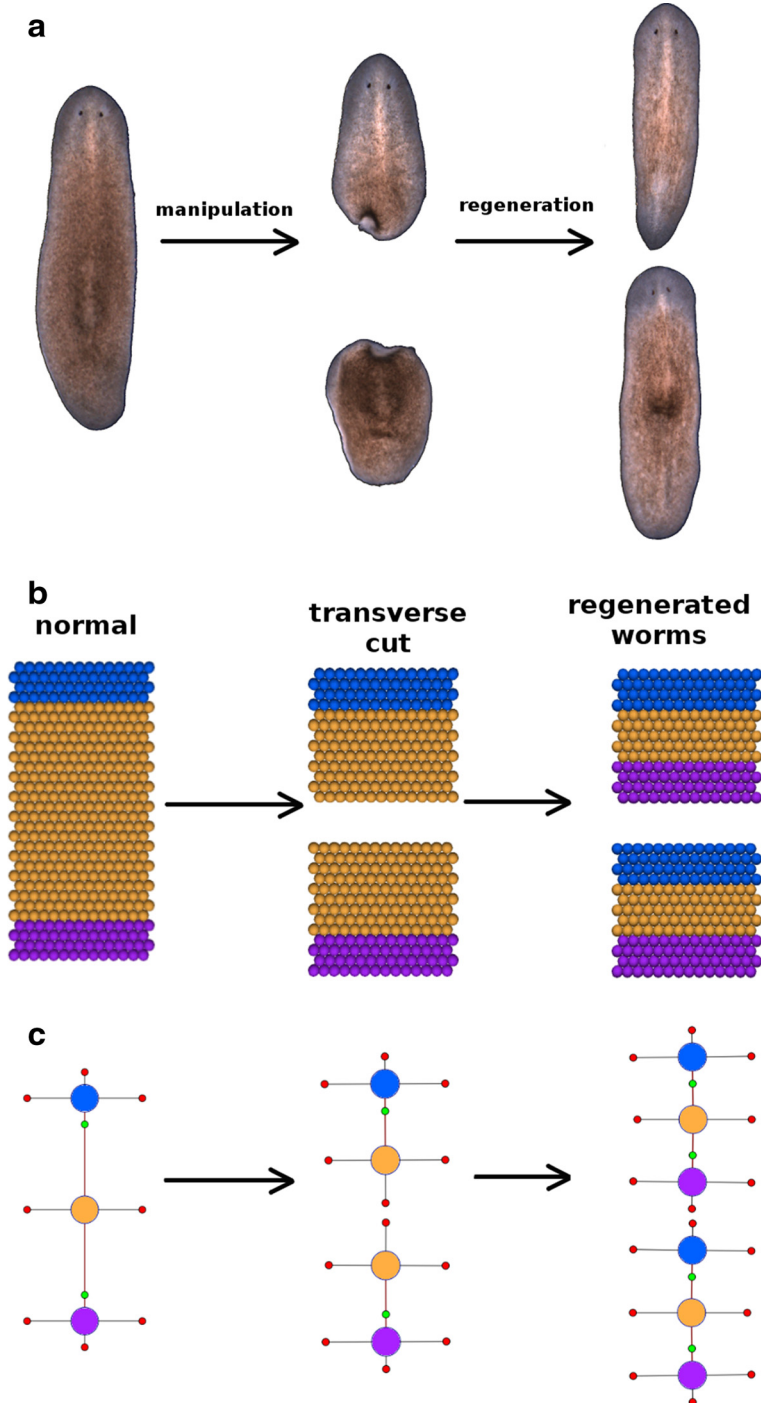 a
manipulation
regeneration
b
normal
transverse
cut
regenerated
worms
c